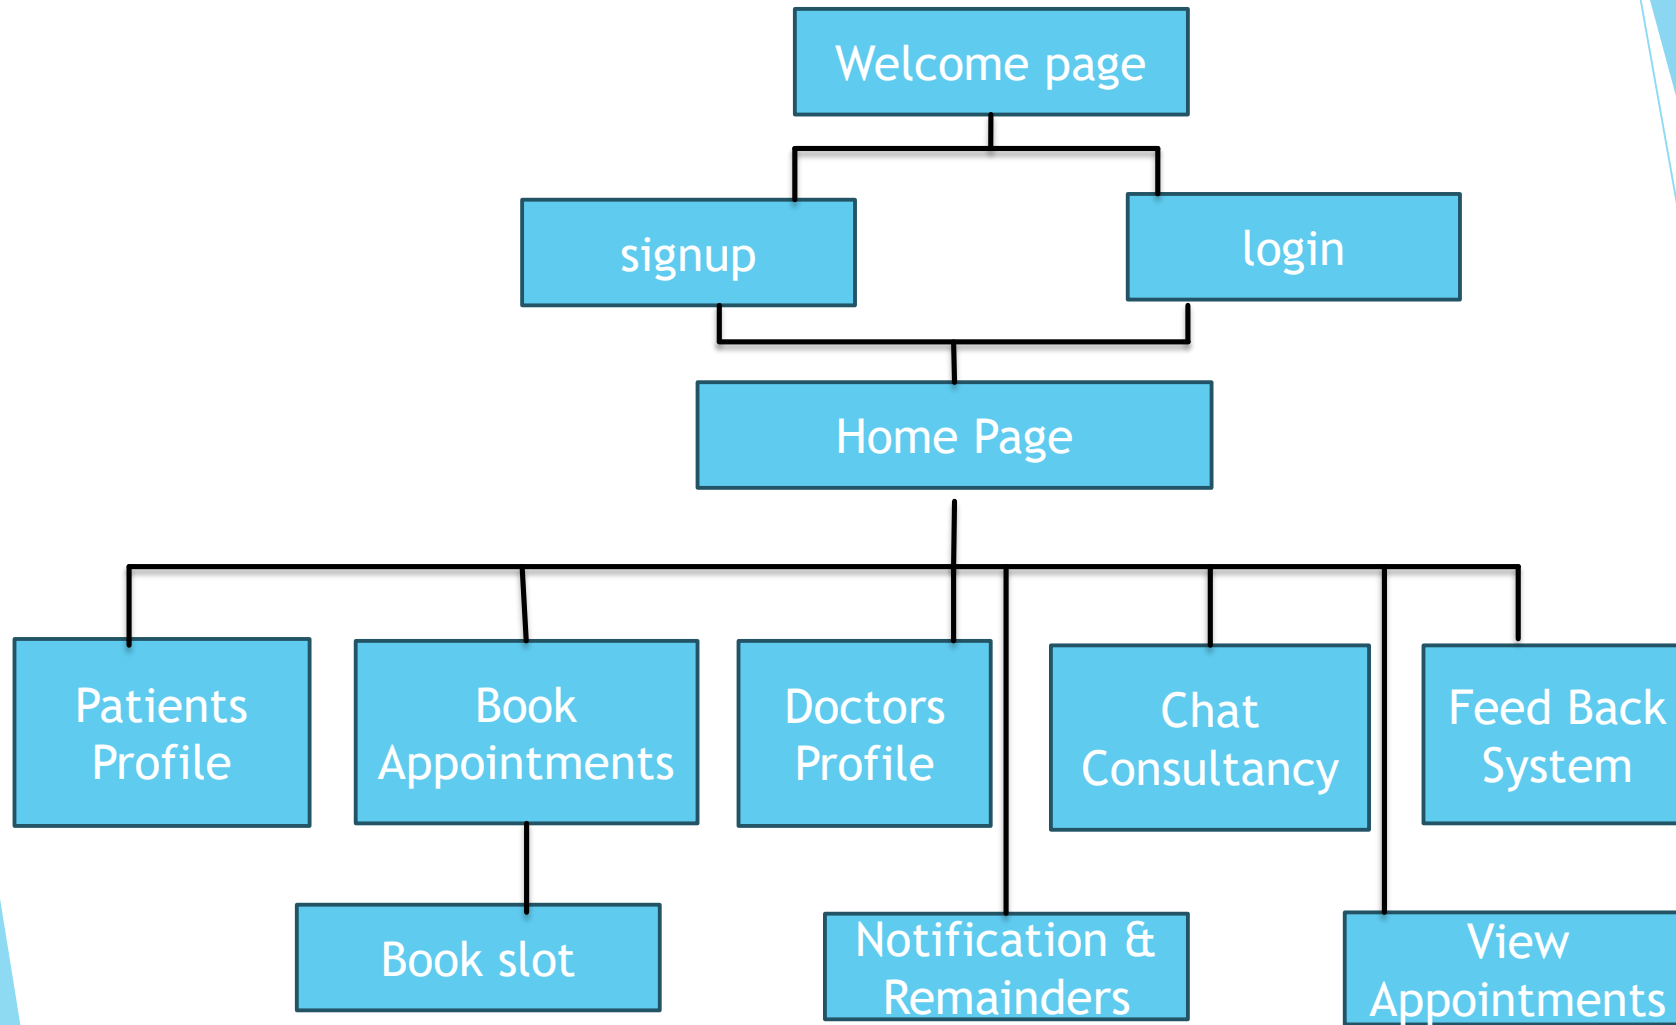 Welcome page
signup
login
Home Page
Patients
Profile
Book
Appointments
Doctors
Profile
Chat
Consultancy
Feed Back
System
Book slot
Notification &
Remainders
View
Appointments